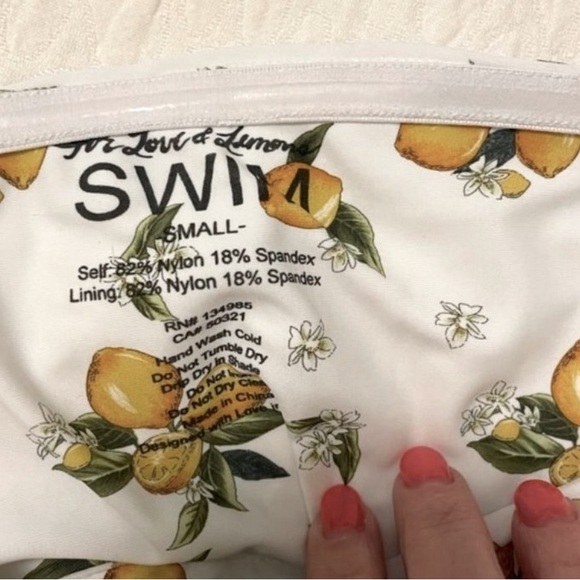 For Love & Lemons
SWIM
-SMALL-
Self: 82% Nylon 18% Spandex
Lining: 82% Nylon 18% Spandex
RN# 134985
CA# 50321
Hand Wash Cold
Do Not Tumble Dry
Drip Dry in Shade
Do Not
Do Not Dry Clean
Made in China
Designed with Love